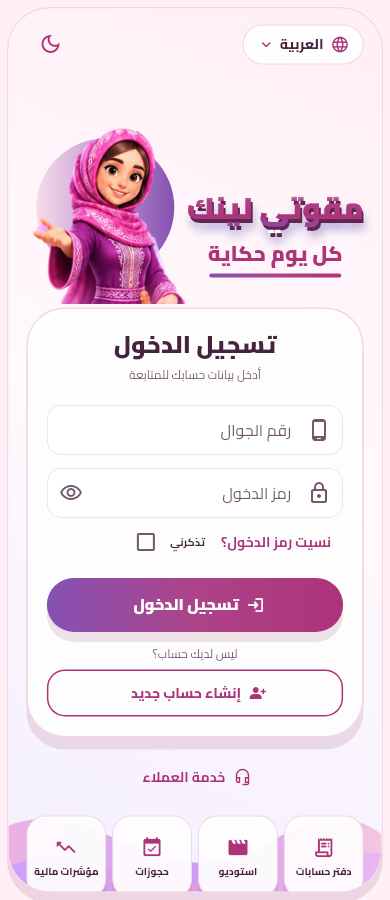 العربية
مقوتي لينك
كل يوم حكاية
تسجيل الدخول
أدخل بيانات حسابك للمتابعة
رقم الجوال
رمز الدخول
نسيت رمز الدخول؟ تذكرني
تسجيل الدخول
ليس لديك حساب؟
إنشاء حساب جديد
خدمة العملاء
دفتر حسابات
استوديو
حجوزات
مؤشرات مالية